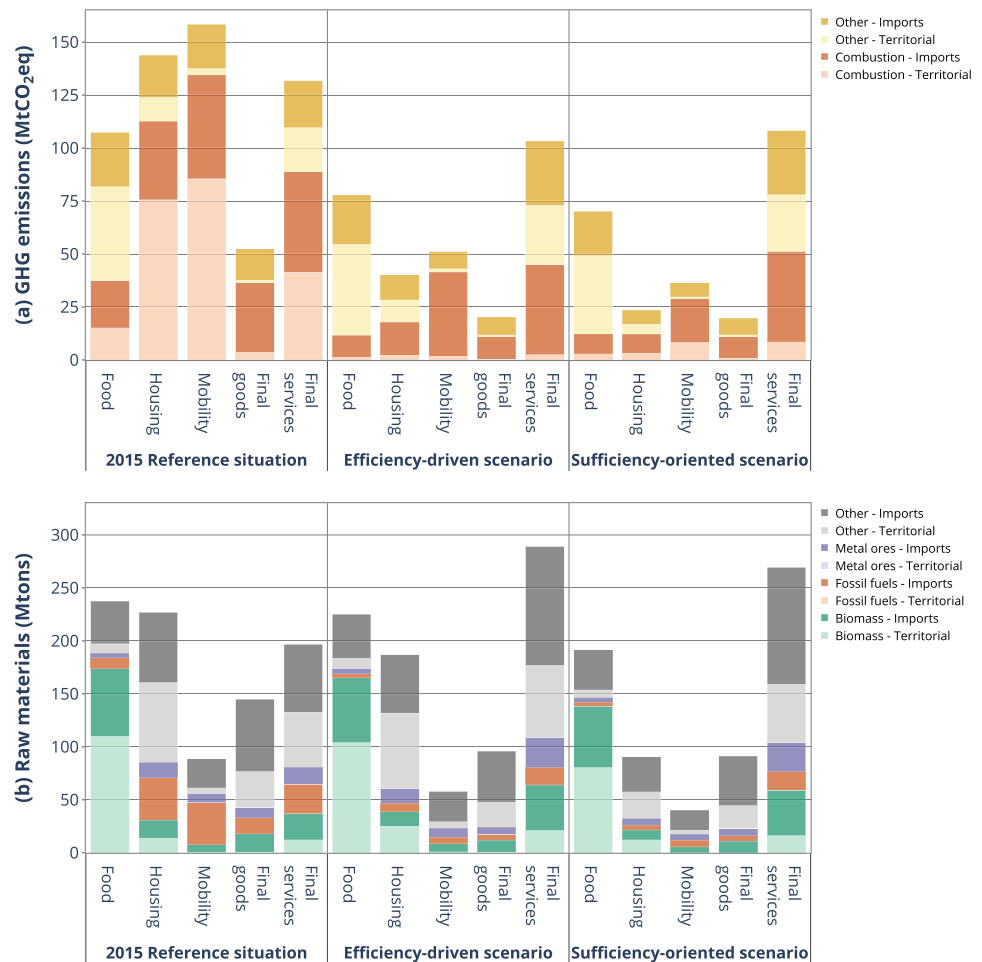 (a) GHG emissions (MtCO₂eq)
150
125
100
75
50
25
0
Food
Housing
Mobility
Final
goods
Final
services
Food
Housing
Mobility
Final
goods
Final
services
Food
Housing
Mobility
Final
goods
Final
services
2015 Reference situation
Efficiency-driven scenario
Sufficiency-oriented scenario
Other - Imports
Other - Territorial
Combustion - Imports
Combustion - Territorial
(b) Raw materials (Mtons)
300
250
200
150
100
50
0
Food
Housing
Mobility
Final
goods
Final
services
Food
Housing
Mobility
Final
goods
Final
services
Food
Housing
Mobility
Final
goods
Final
services
2015 Reference situation
Efficiency-driven scenario
Sufficiency-oriented scenario
Other - Imports
Other - Territorial
Metal ores - Imports
Metal ores - Territorial
Fossil fuels - Imports
Fossil fuels - Territorial
Biomass - Imports
Biomass - Territorial